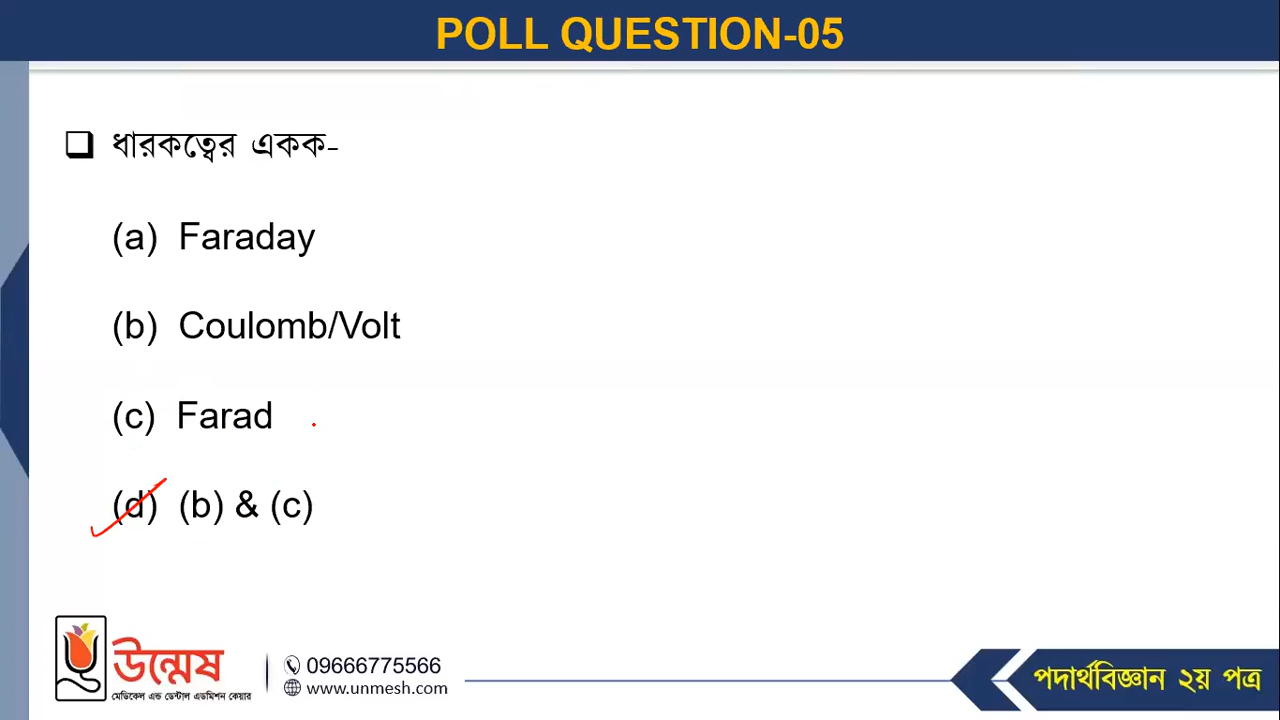 POLL QUESTION-05
ধারকত্বের একক-
(a) Faraday
(b) Coulomb/Volt
(c) Farad
(d) (b) & (c)
উন্মেষ
মেডিকেল এন্ড ডেন্টাল এডমিশন কেয়ার
09666775566
www.unmesh.com
পদার্থবিজ্ঞান ২য় পত্র